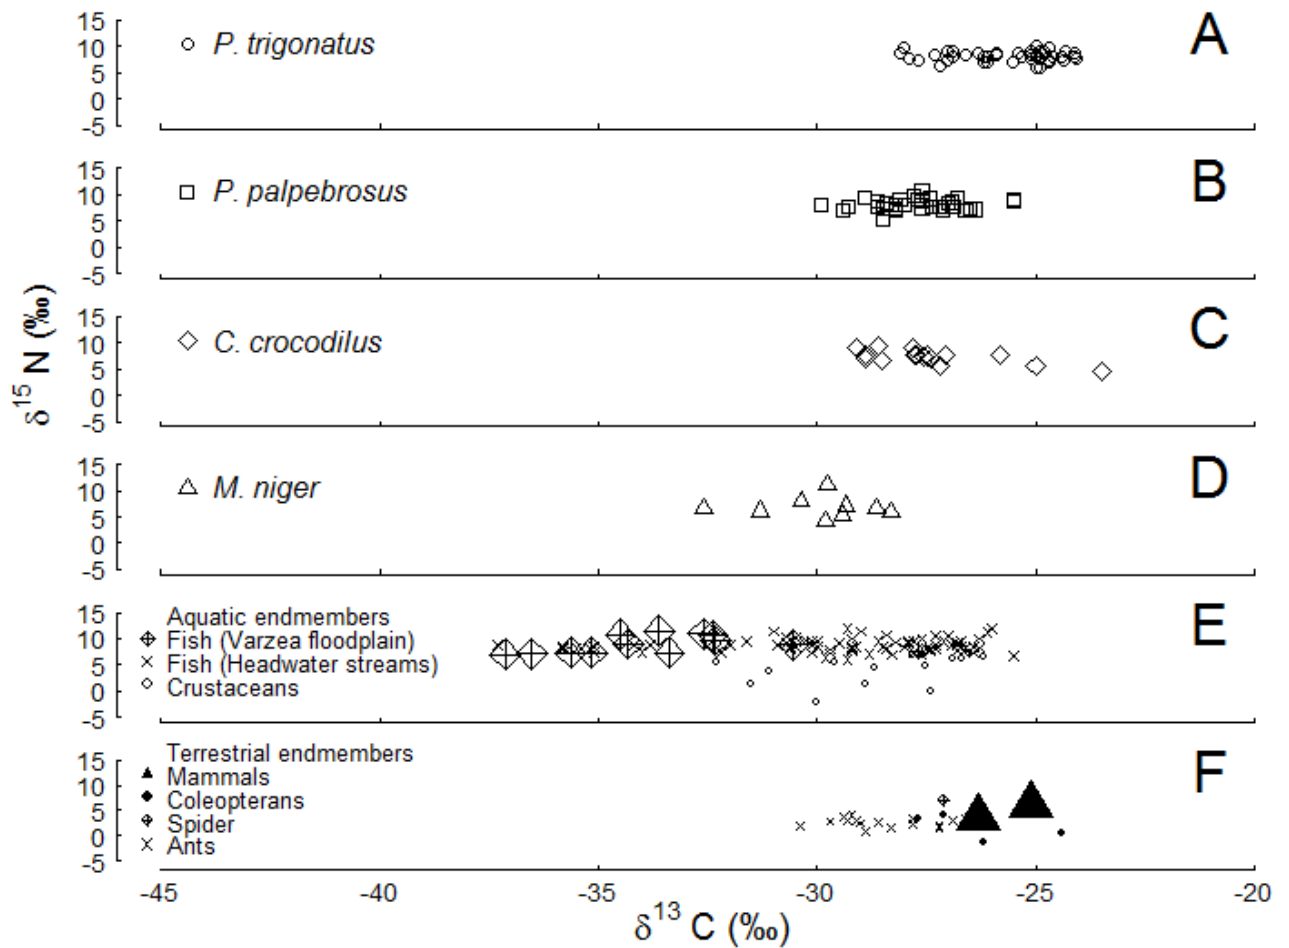 15
10
5
0
-5
P. trigonatus
A
15
10
5
0
-5
P. palpebrosus
B
15
10
5
0
-5
C. crocodilus
C
15
10
5
0
-5
M. niger
D
15
10
5
0
-5
Aquatic endmembers
Fish (Varzea floodplain)
Fish (Headwater streams)
Crustaceans
E
15
10
5
0
-5
Terrestrial endmembers
Mammals
Coleopterans
Spider
Ants
F
-45 -40 -35 -30 -25 -20
δ¹³ C (‰)
δ¹⁵ N (‰)